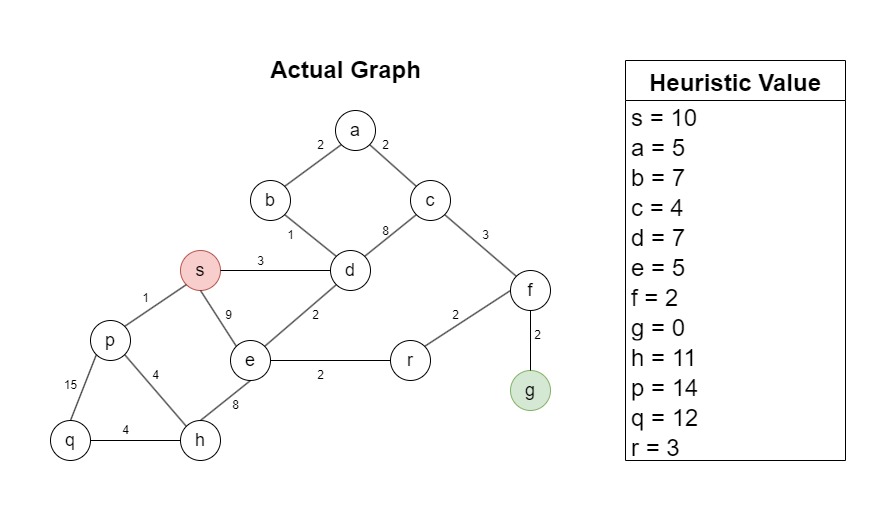 Actual Graph
a
2
2
b
c
1
8
3
s
3
d
f
1
9
2
2
2
p
e
2
r
g
15
4
8
q
4
h
Heuristic Value
s = 10
a = 5
b = 7
c = 4
d = 7
e = 5
f = 2
g = 0
h = 11
p = 14
q = 12
r = 3